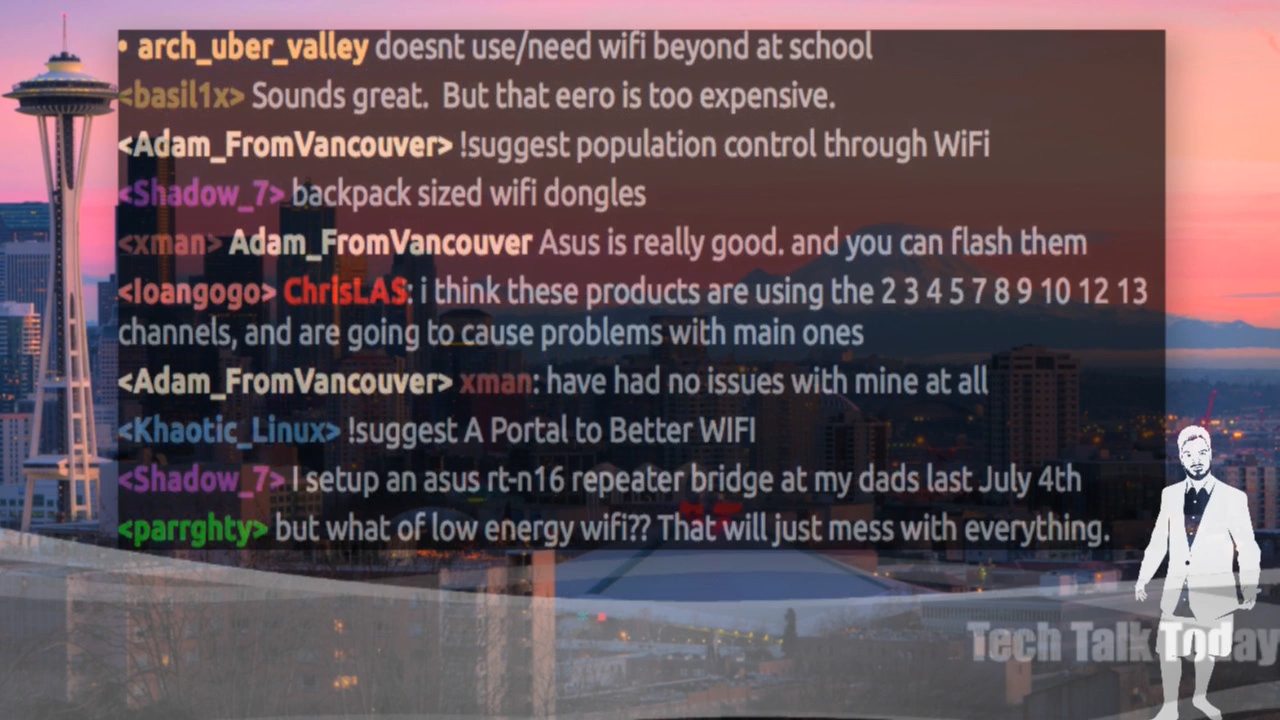 • arch_uber_valley doesnt use/need wifi beyond at school
<basil1x> Sounds great.  But that eero is too expensive.
<Adam_FromVancouver> !suggest population control through WiFi
<Shadow_7> backpack sized wifi dongles
<xman> Adam_FromVancouver Asus is really good. and you can flash them
<Ioangogo> ChrisLAS: i think these products are using the 2 3 4 5 7 8 9 10 12 13
channels, and are going to cause problems with main ones
<Adam_FromVancouver> xman: have had no issues with mine at all
<Khaotic_Linux> !suggest A Portal to Better WIFI
<Shadow_7> I setup an asus rt-n16 repeater bridge at my dads last July 4th
<parrghty> but what of low energy wifi?? That will just mess with everything.
Tech Talk Today